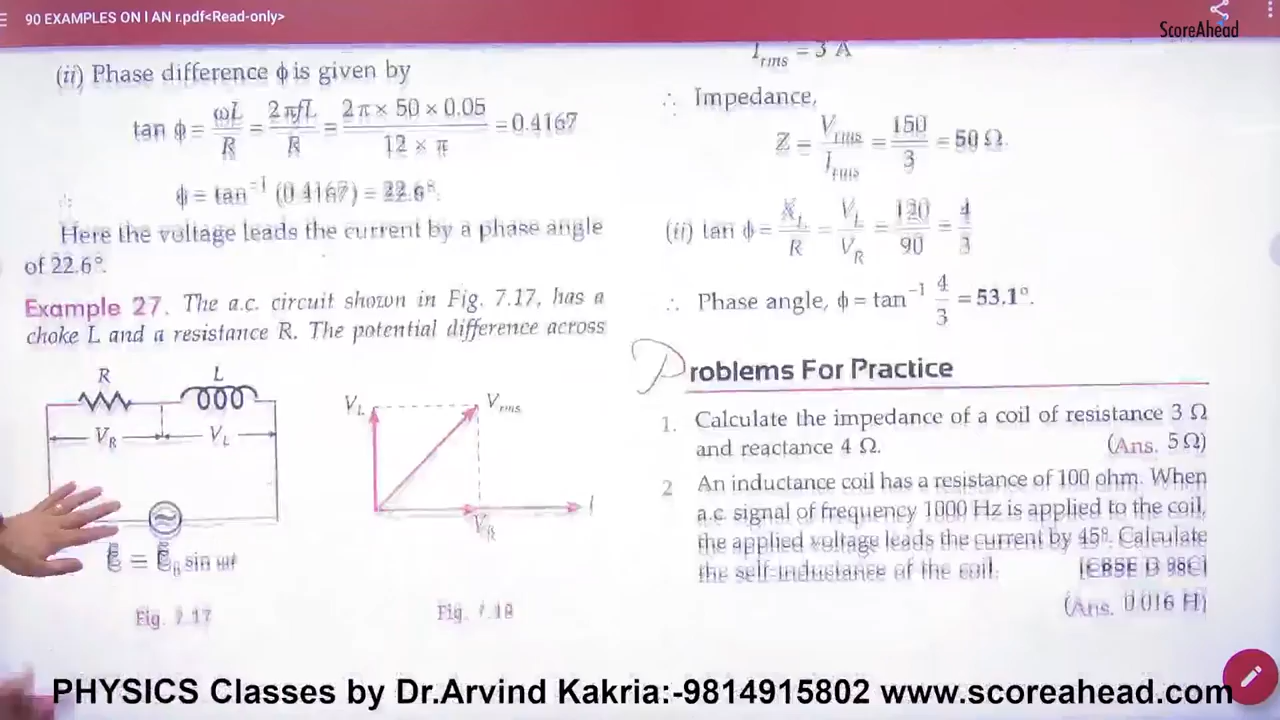 90 EXAMPLES ON l AN r.pdf<Read-only>
ScoreAhead
(ii) Phase difference ϕ is given by
tan ϕ = ωL/R = 2πfL/R = 2π × 50 × 0.05 / 12 × π = 0.4167
∴ ϕ = tan⁻¹ (0.4167) = 22.6°.
Here the voltage leads the current by a phase angle
of 22.6°.
Example 27. The a.c. circuit shown in Fig. 7.17, has a
choke L and a resistance R. The potential difference across
R L
V_R V_L
ℰ = ℰ₀ sin ωt
Fig. 7.17
V_L V_rms
V_R I
Fig. 7.18
I_rms = 3 A
∴ Impedance,
Z = V_rms/I_rms = 150/3 = 50 Ω.
(ii) tan ϕ = X_L/R = V_L/V_R = 120/90 = 4/3
∴ Phase angle, ϕ = tan⁻¹ 4/3 = 53.1°.
Problems For Practice
1. Calculate the impedance of a coil of resistance 3 Ω
and reactance 4 Ω. (Ans. 5 Ω)
2 An inductance coil has a resistance of 100 ohm. When
a.c. signal of frequency 1000 Hz is applied to the coil,
the applied voltage leads the current by 45°. Calculate
the self-inductance of the coil. [CBSE D 98C]
(Ans. 0.016 H)
PHYSICS Classes by Dr.Arvind Kakria:-9814915802 www.scoreahead.com